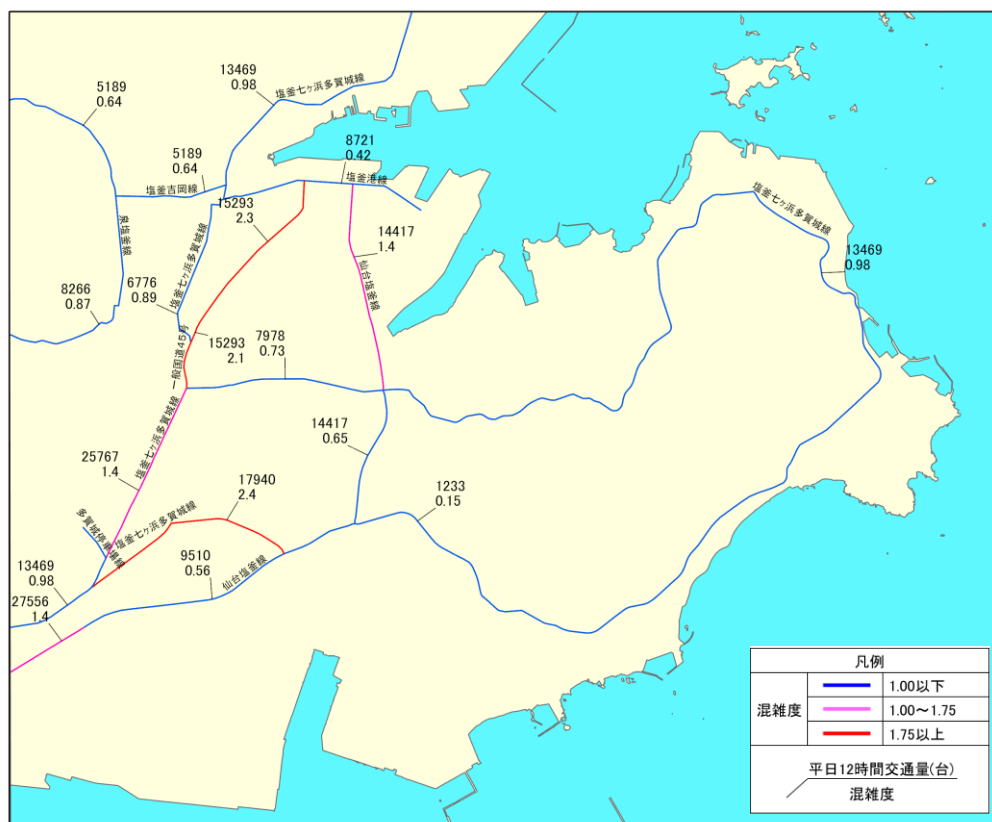 13469
0.98
塩釜七ヶ浜多賀城線
5189
0.64
8721
0.42
5189
0.64
塩釜吉岡線
塩釜港線
塩釜七ヶ浜多賀城線
15293
2.3
泉塩釜線
塩釜七ヶ浜多賀城線
14417
1.4
仙台塩釜線
13469
0.98
8266
0.87
6776
0.89
一般国道45号
15293
2.1
7978
0.73
塩釜七ヶ浜多賀城線
14417
0.65
25767
1.4
17940
2.4
1233
0.15
多賀城停車場線
塩釜七ヶ浜多賀城線
9510
0.56
仙台塩釜線
13469
0.98
27556
1.4
凡例
混雑度
1.00以下
1.00～1.75
1.75以上
平日12時間交通量(台)
混雑度